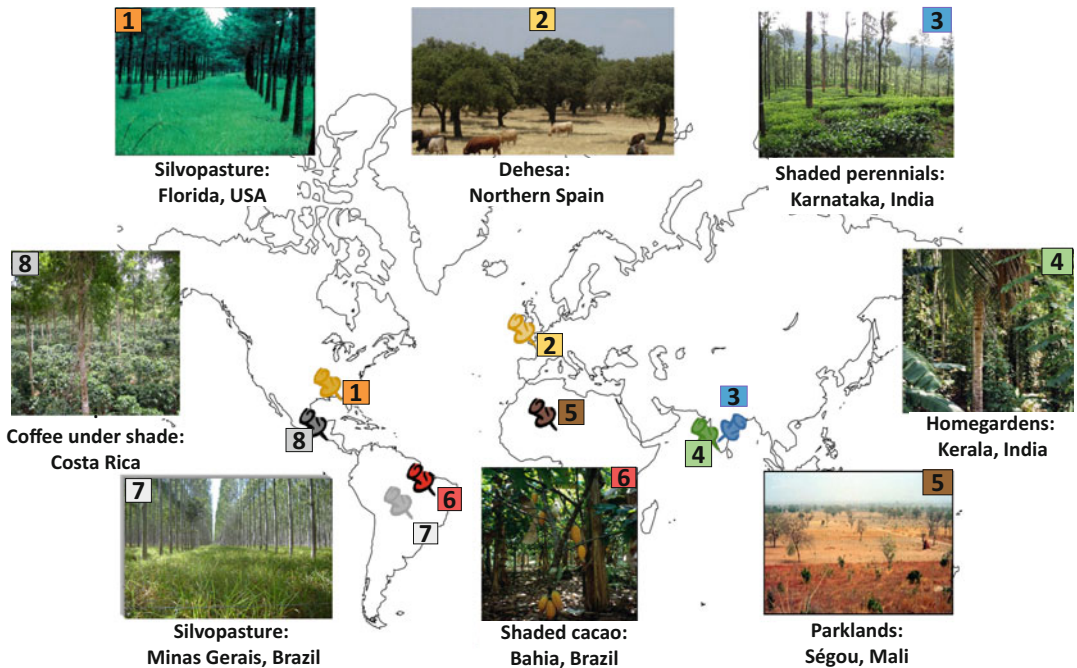 1
2
3
Silvopasture:
Florida, USA
Dehesa:
Northern Spain
Shaded perennials:
Karnataka, India
8
4
2
1
3
5
8
4
Coffee under shade:
Costa Rica
Homegardens:
Kerala, India
7
6
6
5
7
Silvopasture:
Minas Gerais, Brazil
Shaded cacao:
Bahia, Brazil
Parklands:
Ségou, Mali